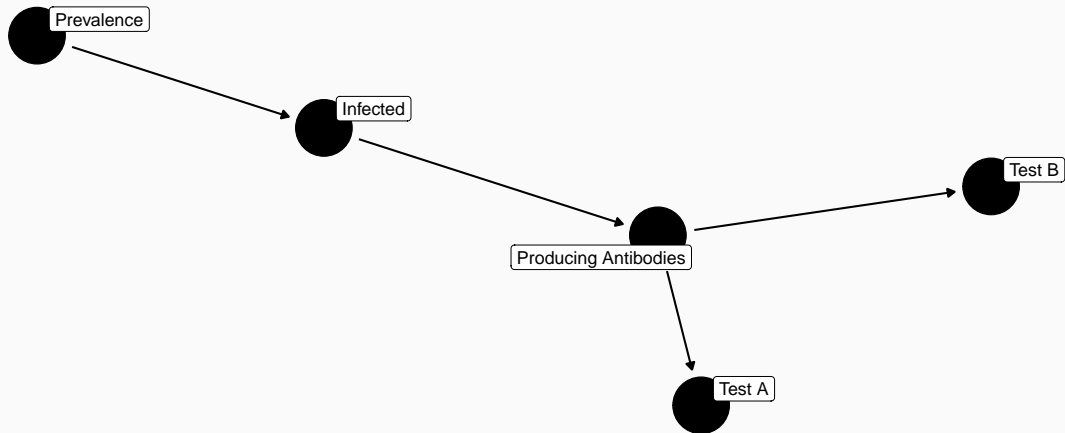 Prevalence
Infected
Test B
Producing Antibodies
Test A